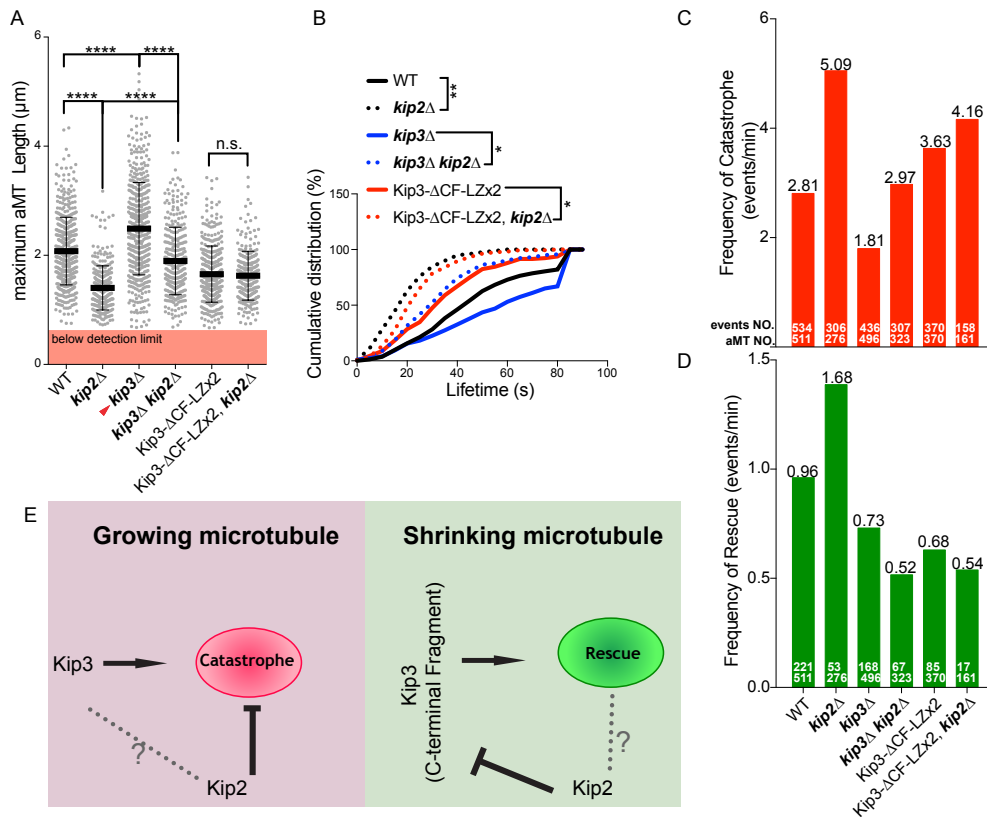 A
maximum aMT Length (µm)
6
4
2
0
**** ****
**** ****
n.s.
below detection limit
WT
kip2Δ
kip3Δ
kip3Δ kip2Δ
Kip3-ΔCF-LZx2
Kip3-ΔCF-LZx2, kip2Δ
B
WT
kip2Δ
**
kip3Δ
kip3Δ kip2Δ
*
Kip3-ΔCF-LZx2
Kip3-ΔCF-LZx2, kip2Δ
*
Cumulative distribution (%)
150
100
50
0
0 20 40 60 80 100
Lifetime (s)
C
Frequency of Catastrophe
(events/min)
6
4
2
2.81 5.09 1.81 2.97 3.63 4.16
events NO. 534 306 436 307 370 158
aMT NO. 511 276 496 323 370 161
D
Frequency of Rescue (events/min)
1.5
1.0
0.5
0.0
0.96 1.68 0.73 0.52 0.68 0.54
221 53 168 67 85 17
511 276 496 323 370 161
WT
kip2Δ
kip3Δ
kip3Δ kip2Δ
Kip3-ΔCF-LZx2
Kip3-ΔCF-LZx2, kip2Δ
E
Growing microtubule
Kip3
Catastrophe
?
Kip2
Shrinking microtubule
Kip3
(C-terminal Fragment)
Rescue
?
Kip2